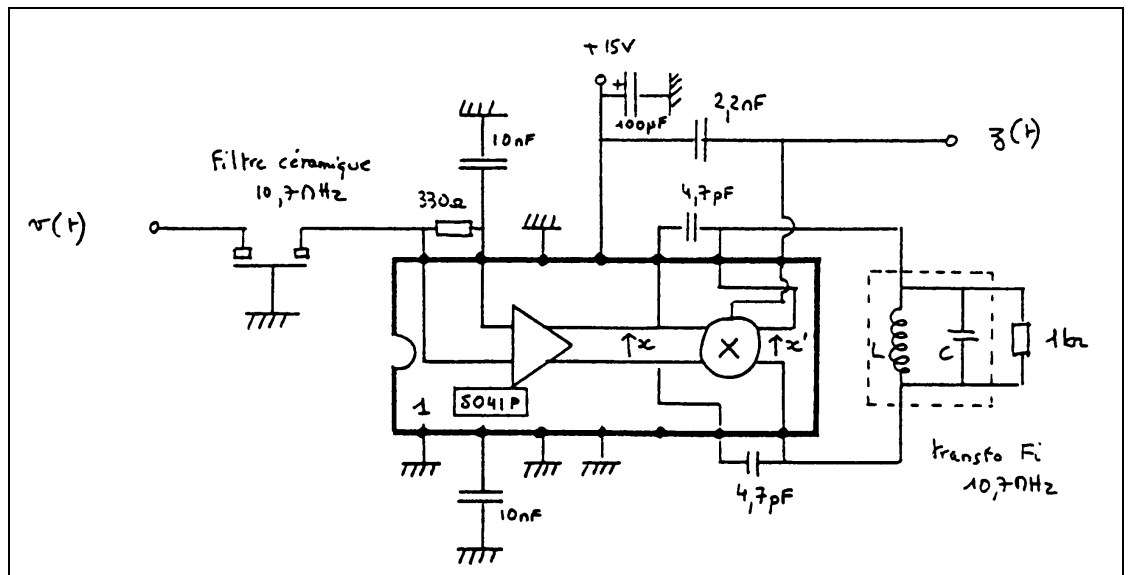 + 15V
+
100µF
2,2nF
z(t)
10nF
Filtre céramique
10,7MHz
330Ω
4,7pF
v(t)
x
X
x'
L
C
1kΩ
1
SO41P
transfo Fi
10,7MHz
4,7pF
10nF